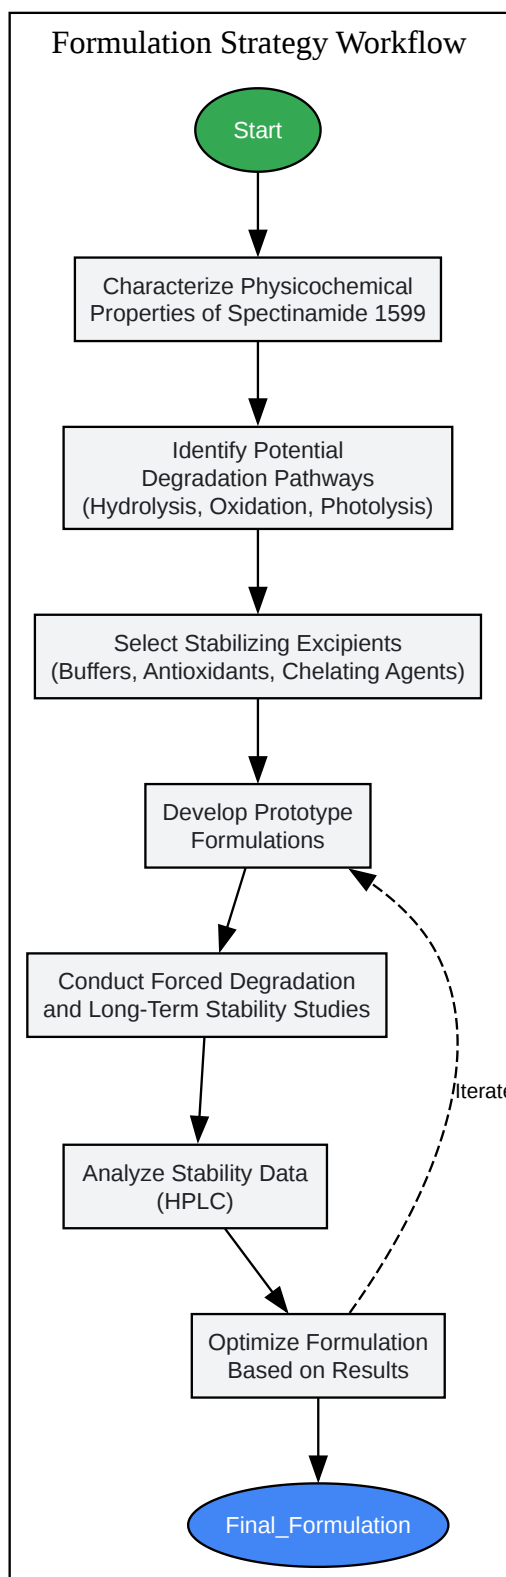 Formulation Strategy Workflow
Start
Characterize Physicochemical
Properties of Spectinamide 1599
Identify Potential
Degradation Pathways
(Hydrolysis, Oxidation, Photolysis)
Select Stabilizing Excipients
(Buffers, Antioxidants, Chelating Agents)
Develop Prototype
Formulations
Conduct Forced Degradation
and Long-Term Stability Studies
Iterate
Analyze Stability Data
(HPLC)
Optimize Formulation
Based on Results
Final_Formulation